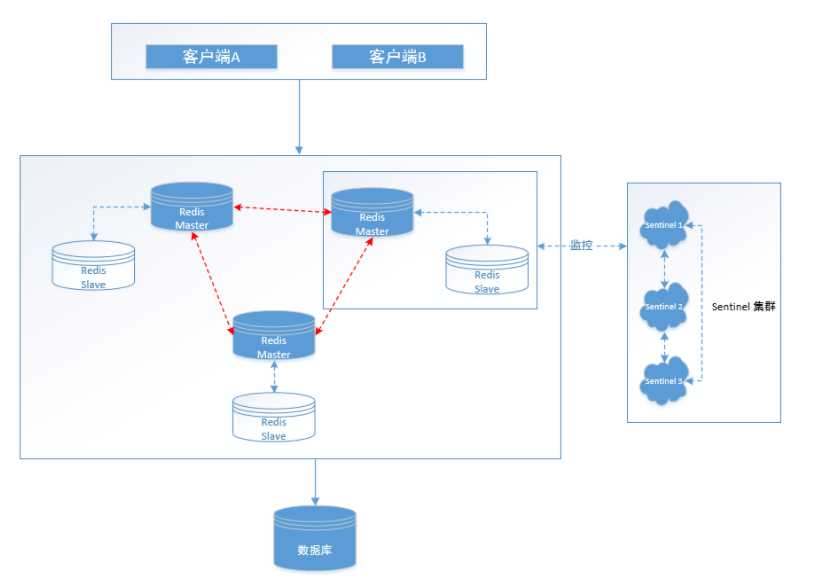 客户端A
客户端B
Redis
Master
Redis
Master
Redis
Slave
Redis
Slave
监控
Redis
Master
Redis
Slave
Sentinel 1
Sentinel 2
Sentinel 3
Sentinel 集群
数据库